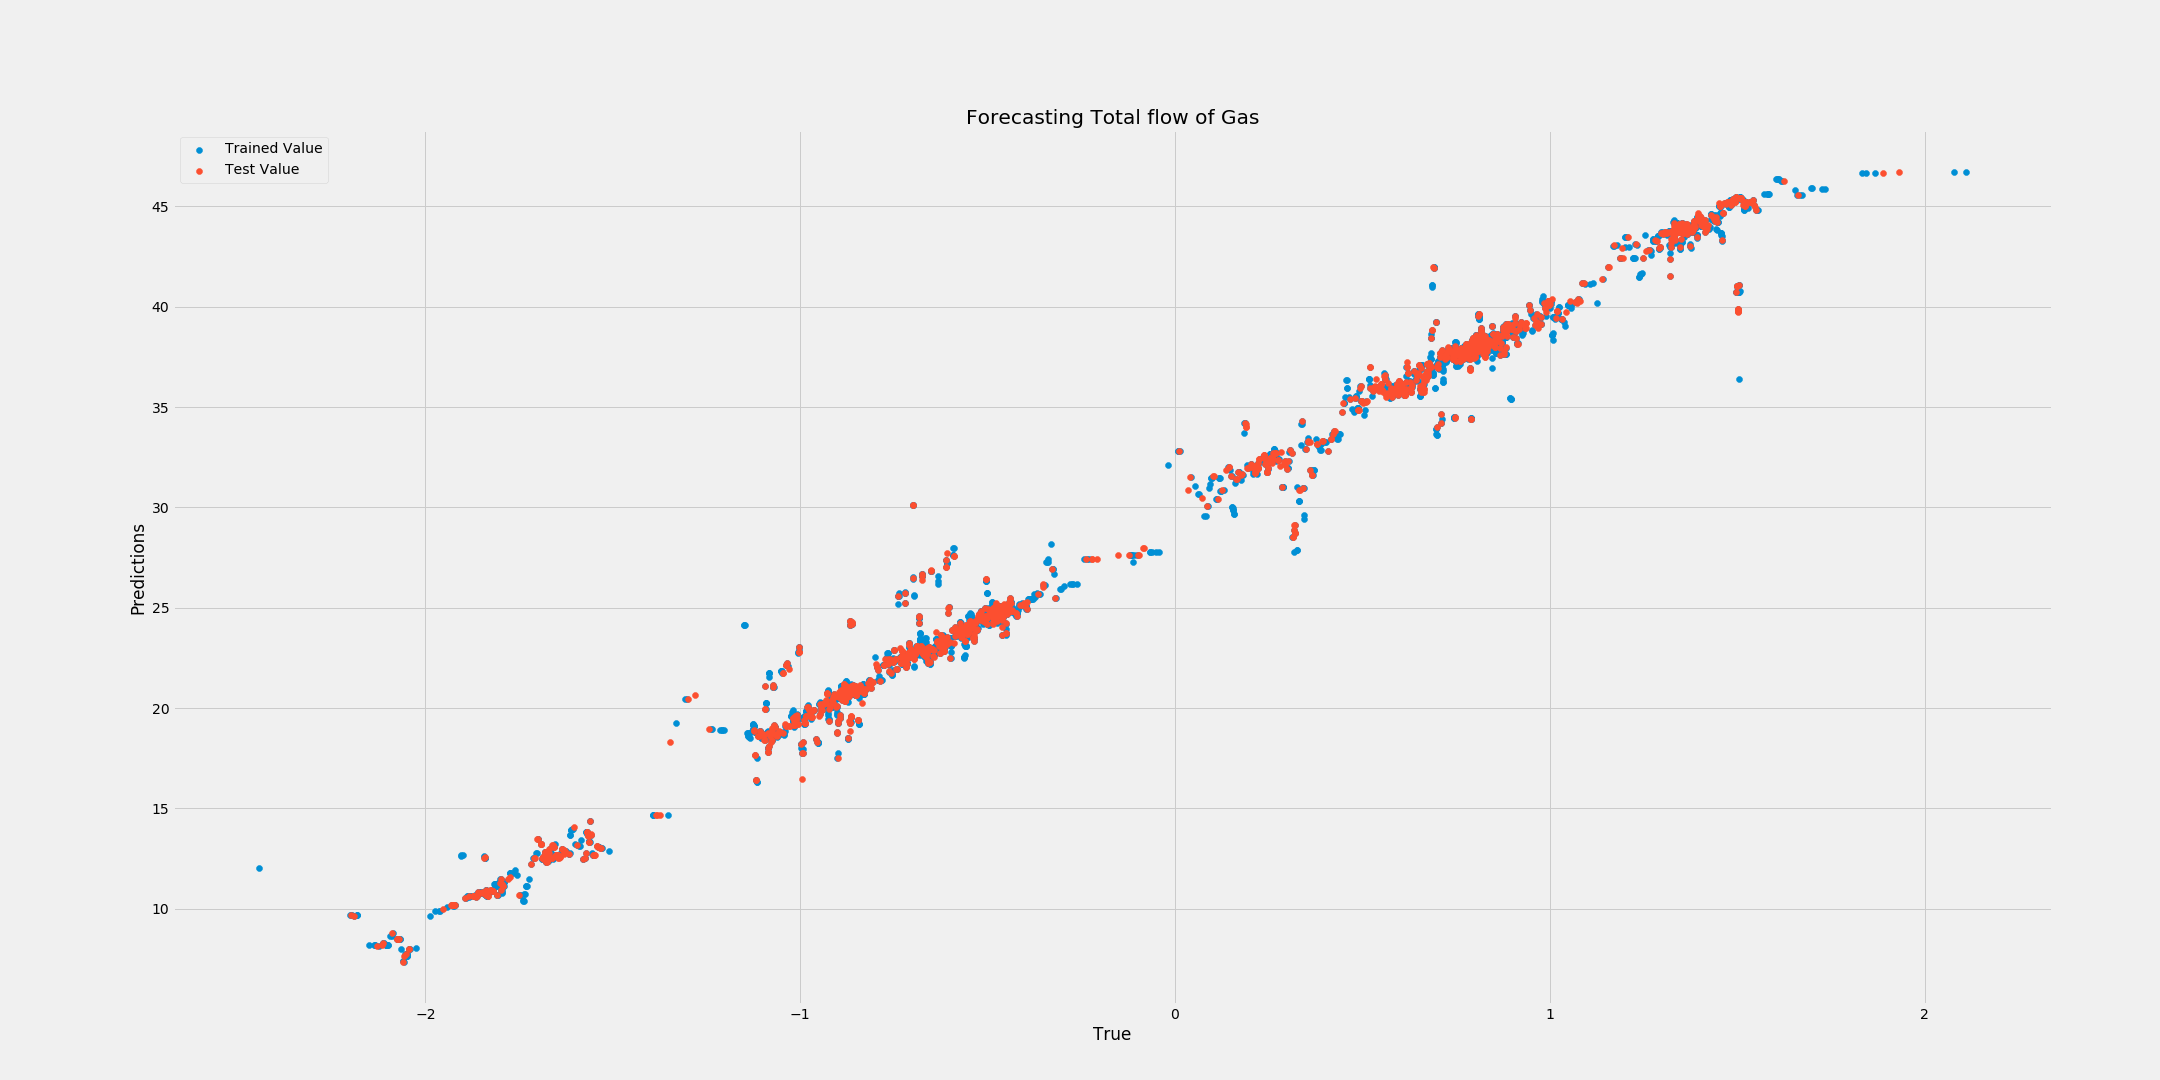 Forecasting Total flow of Gas
Trained Value
Test Value
45
40
35
30
25
20
15
10
Predictions
−2
−1
0
1
2
True